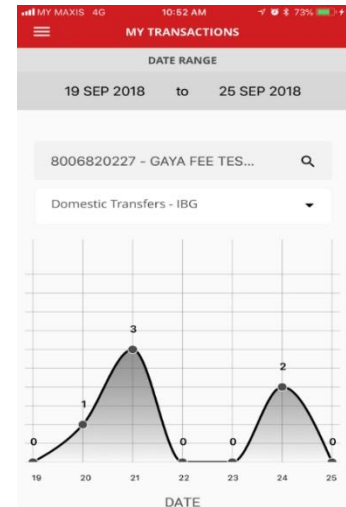 MY MAXIS 4G 10:52 AM 73%
MY TRANSACTIONS
DATE RANGE
19 SEP 2018 to 25 SEP 2018
8006820227 - GAYA FEE TES...
Domestic Transfers - IBG
3
2
1
0 0 0 0
19 20 21 22 23 24 25
DATE